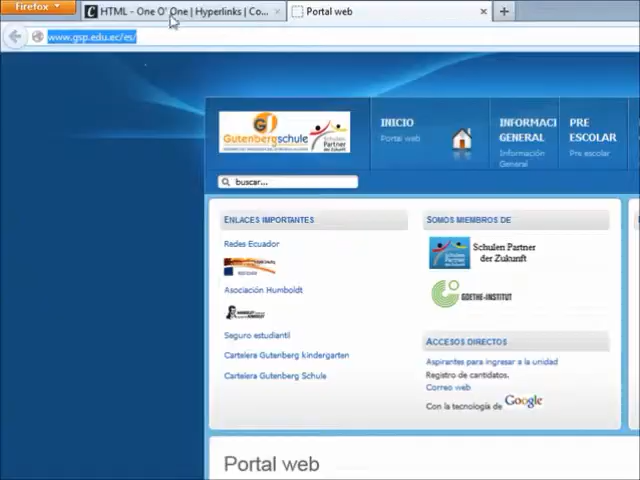 Firefox
HTML - One O' One | Hyperlinks | Co...
Portal web
www.gsp.edu.ec/es/
Gutenbergschule
Schulen
Partner
der Zukunft
INICIO
Portal web
INFORMACI
GENERAL
Información
General
PRE
ESCOLAR
Pre escolar
buscar...
ENLACES IMPORTANTES
Redes Ecuador
Asociación Humboldt
Seguro estudiantil
Cartelera Gutenberg kindergarten
Cartelera Gutenberg Schule
SOMOS MIEMBROS DE
Schulen Partner
der Zukunft
GOETHE-INSTITUT
ACCESOS DIRECTOS
Aspirantes para ingresar a la unidad
Registro de candidatos.
Correo web
Con la tecnología de Google
Portal web